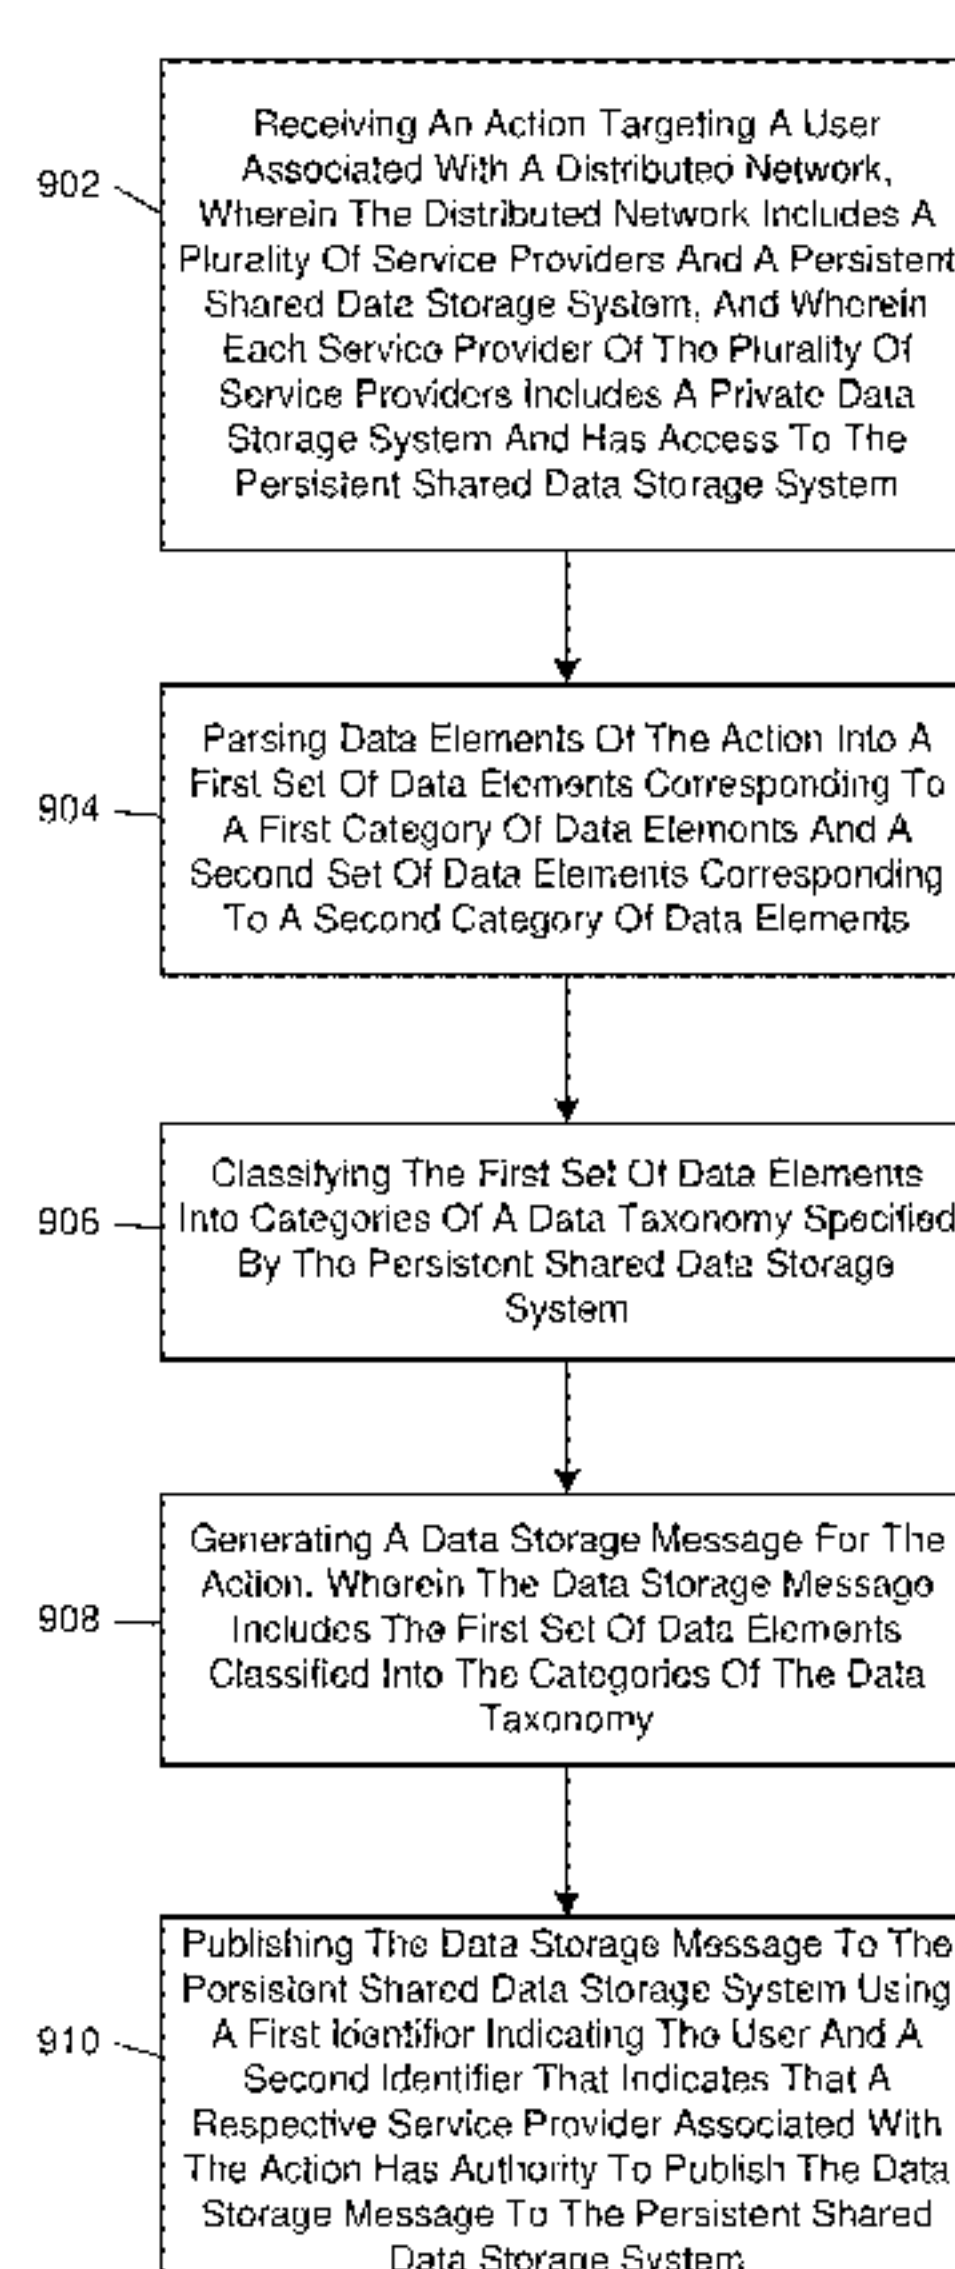 902
Receiving An Action Targeting A User
Associated With A Distributed Network,
Wherein The Distributed Network Includes A
Plurality Of Service Providers And A Persistent
Shared Data Storage System, And Wherein
Each Service Provider Of The Plurality Of
Service Providers Includes A Private Data
Storage System And Has Access To The
Persistent Shared Data Storage System
904
Parsing Data Elements Of The Action Into A
First Set Of Data Elements Corresponding To
A First Category Of Data Elements And A
Second Set Of Data Elements Corresponding
To A Second Category Of Data Elements
906
Classifying The First Set Of Data Elements
Into Categories Of A Data Taxonomy Specified
By The Persistent Shared Data Storage
System
908
Generating A Data Storage Message For The
Action. Wherein The Data Storage Message
Includes The First Set Of Data Elements
Classified Into The Categories Of The Data
Taxonomy
910
Publishing The Data Storage Message To The
Persistent Shared Data Storage System Using
A First Identifier Indicating The User And A
Second Identifier That Indicates That A
Respective Service Provider Associated With
The Action Has Authority To Publish The Data
Storage Message To The Persistent Shared
Data Storage System